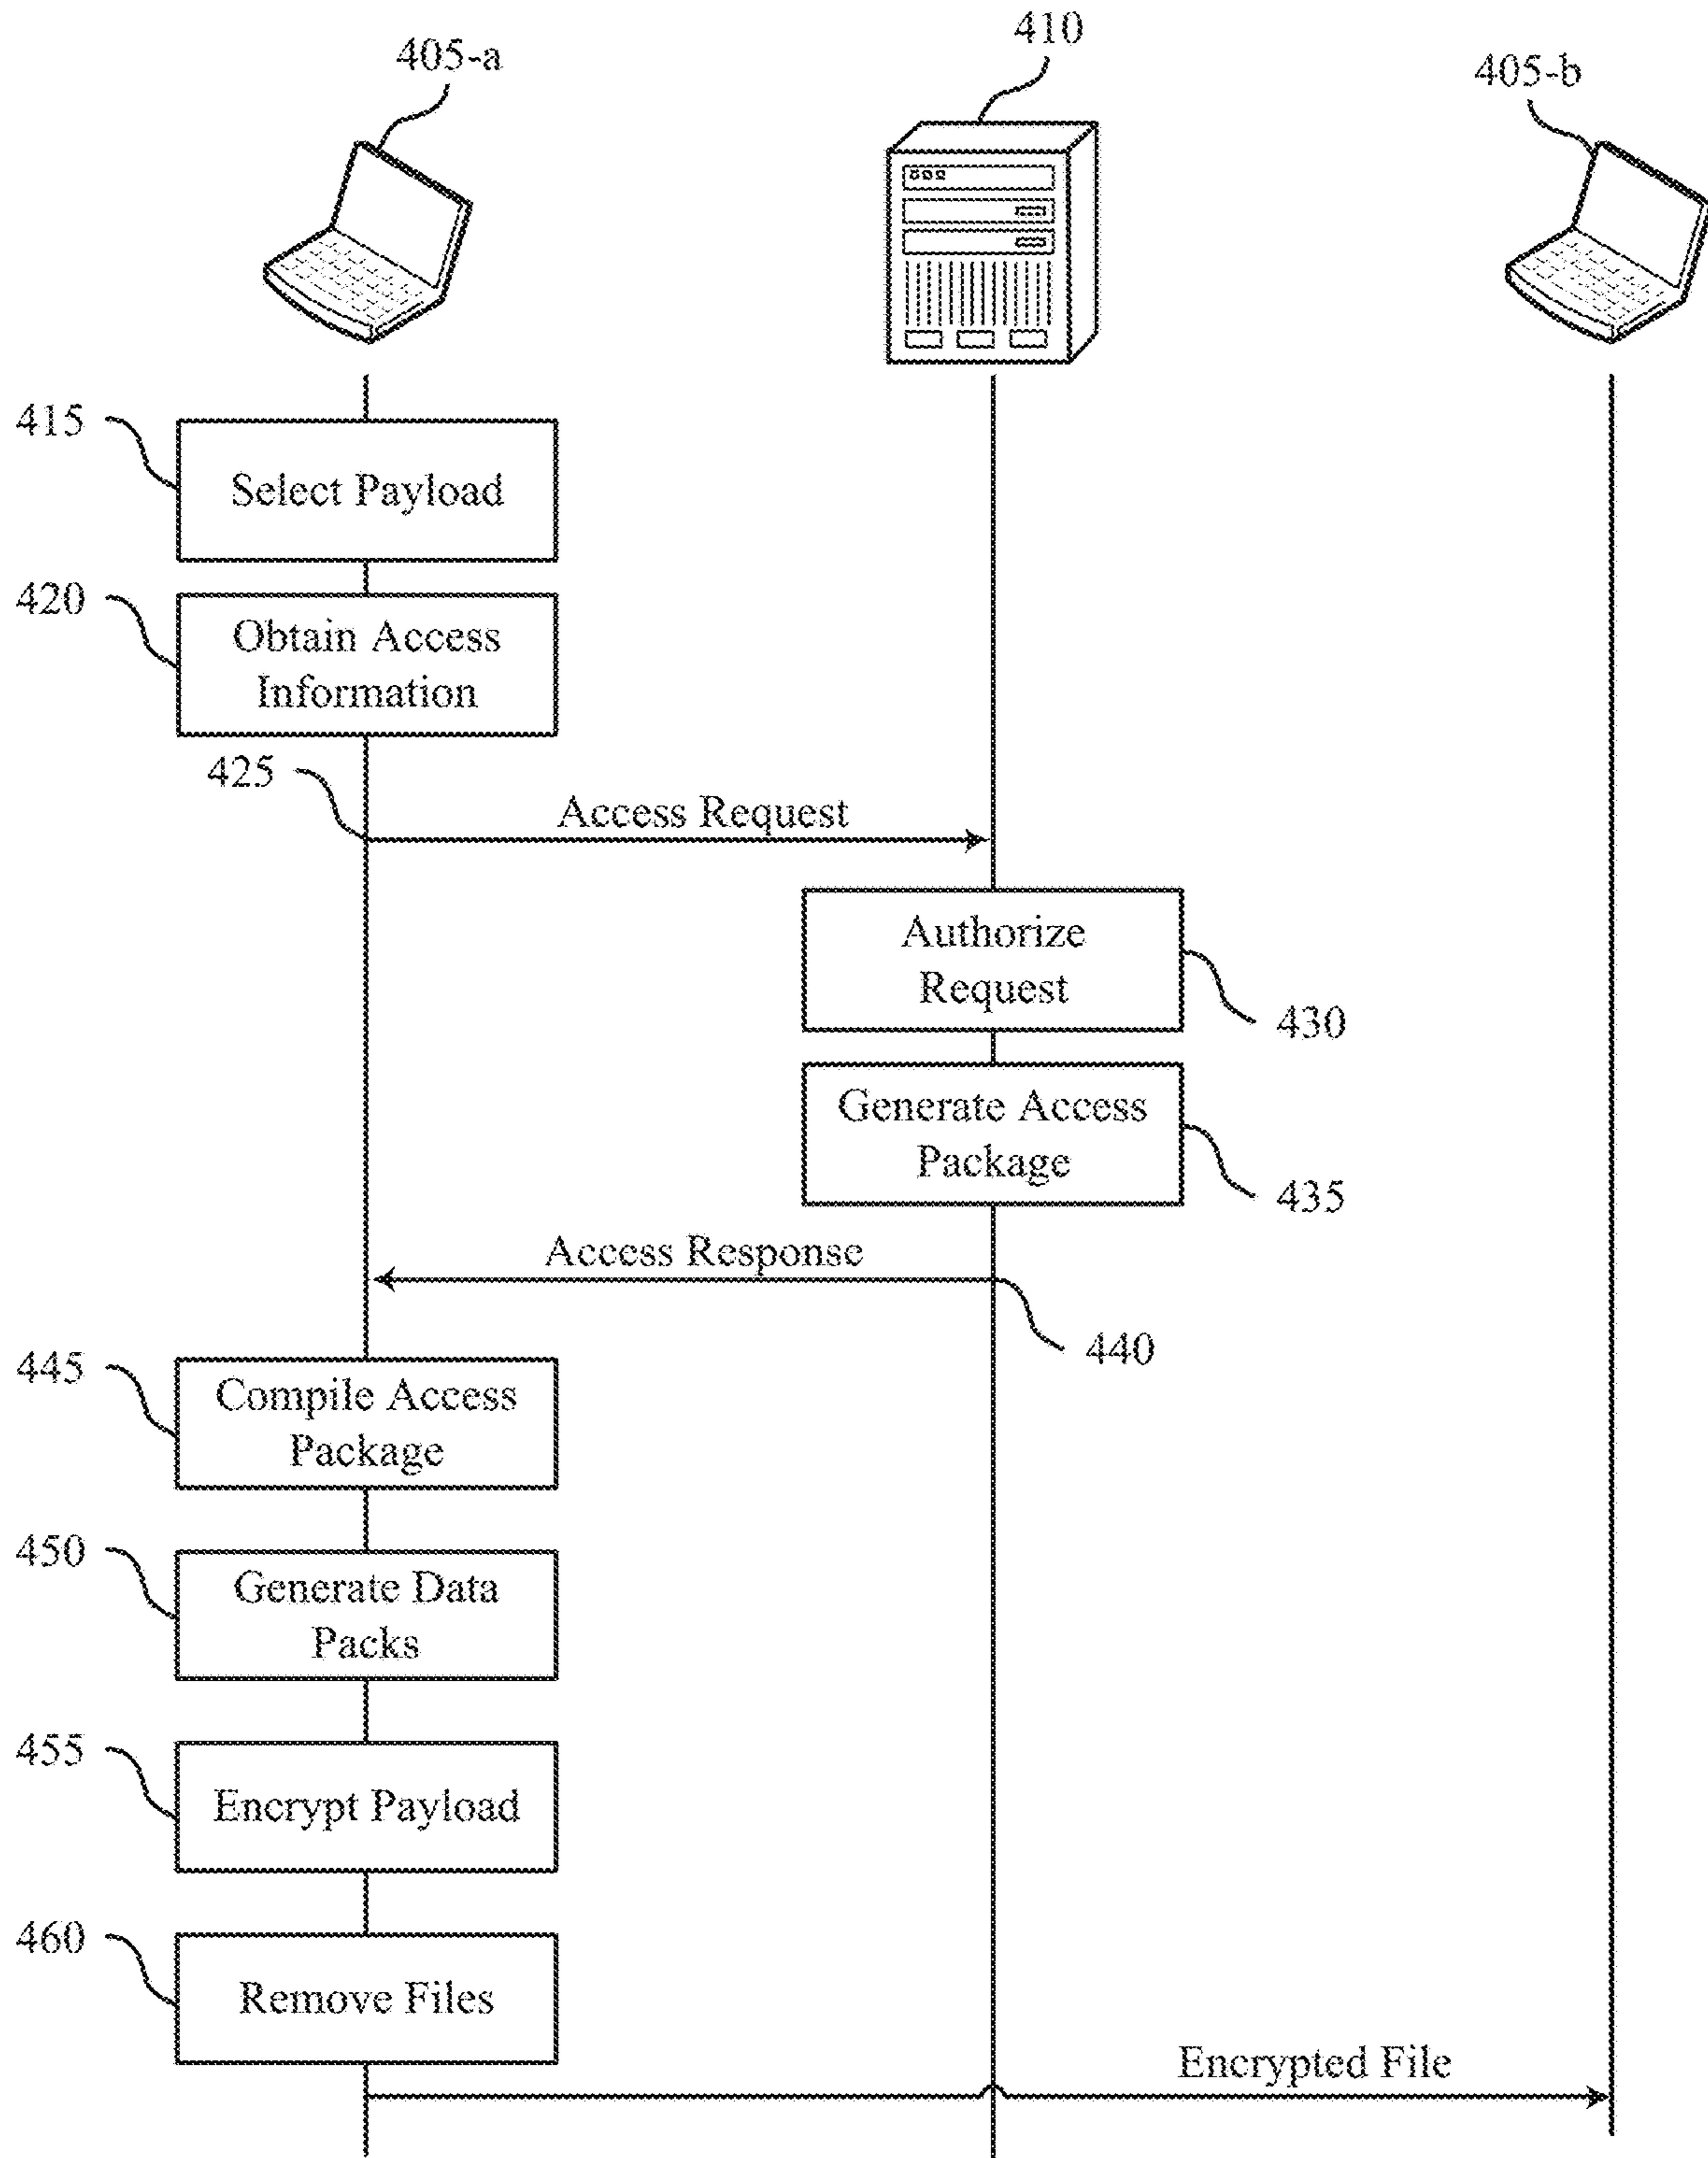 405-a
410
405-b
415
Select Payload
420
Obtain Access
Information
425
Access Request
Authorize
Request
430
Generate Access
Package
435
Access Response
440
445
Compile Access
Package
450
Generate Data
Packs
455
Encrypt Payload
460
Remove Files
Encrypted File